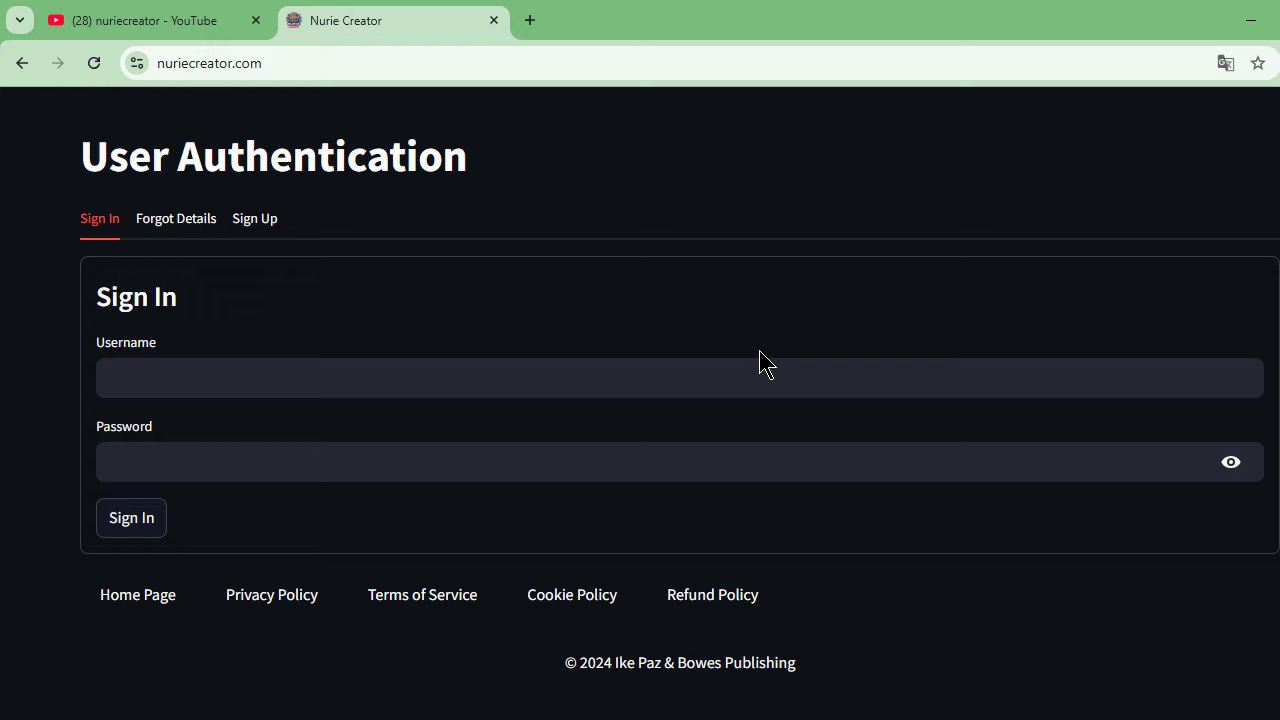 (28) nuriecreator - YouTube
Nurie Creator
nuriecreator.com
User Authentication
Sign In
Forgot Details
Sign Up
Sign In
Username
Password
Sign In
Home Page
Privacy Policy
Terms of Service
Cookie Policy
Refund Policy
© 2024 Ike Paz & Bowes Publishing